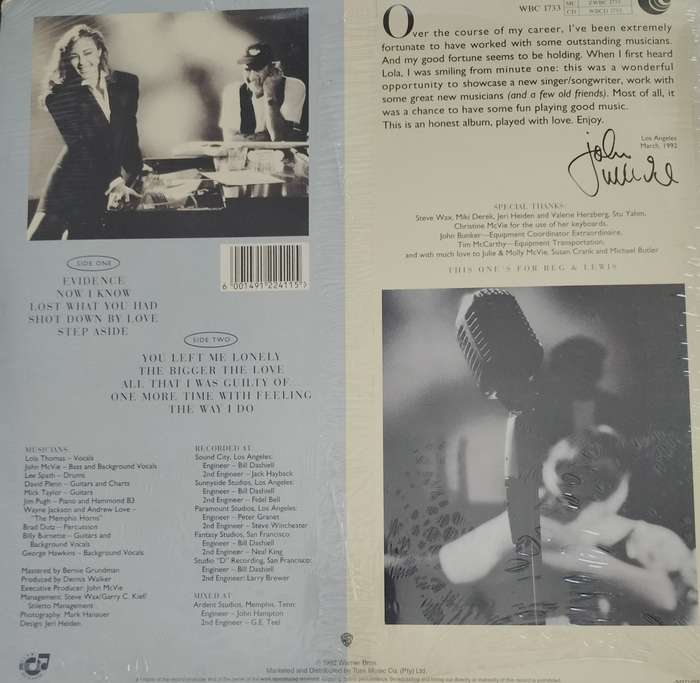 6 001491 224115
SIDE ONE
EVIDENCE
NOW I KNOW
LOST WHAT YOU HAD
SHOT DOWN BY LOVE
STEP ASIDE
SIDE TWO
YOU LEFT ME LONELY
THE BIGGER THE LOVE
ALL THAT I WAS GUILTY OF
ONE MORE TIME WITH FEELING
THE WAY I DO
MUSICIANS:
Lola Thomas – Vocals
John McVie – Bass and Background Vocals
Lee Spath – Drums
David Plenn – Guitars and Charts
Mick Taylor – Guitars
Jim Pugh – Piano and Hammond B3
Wayne Jackson and Andrew Love –
"The Memphis Horns"
Brad Dutz – Percussion
Billy Burnette – Guitars and
Background Vocals
George Hawkins – Background Vocals
Mastered by Bernie Grundman
Produced by Dennis Walker
Executive Producer: John McVie
Management: Steve Wax/Garry C. Kief/
Stiletto Management
Photography: Mark Hanauer
Design: Jeri Heiden
RECORDED AT:
Sound City, Los Angeles:
Engineer – Bill Dashiell
2nd Engineer – Jack Hayback
Sunnyside Studios, Los Angeles:
Engineer – Bill Dashiell
2nd Engineer – Fidel Bell
Paramount Studios, Los Angeles:
Engineer – Peter Granet
2nd Engineer – Steve Winchester
Fantasy Studios, San Francisco:
Engineer – Bill Dashiell
2nd Engineer – Neal King
Studio "D" Recording, San Francisco:
Engineer – Bill Dashiell
2nd Engineer: Larry Brewer
MIXED AT:
Ardent Studios, Memphis, Tenn:
Engineer – John Hampton
2nd Engineer – G.E. Teel
WBC 1733
MC
CD
WBCD 1733
Over the course of my career, I've been extremely
fortunate to have worked with some outstanding musicians.
And my good fortune seems to be holding. When I first heard
Lola, I was smiling from minute one: this was a wonderful
opportunity to showcase a new singer/songwriter, work with
some great new musicians (and a few old friends). Most of all, it
was a chance to have some fun playing good music.
This is an honest album, played with love. Enjoy.
Los Angeles
March, 1992
John McVie
SPECIAL THANKS:
Steve Wax, Miki Derek, Jeri Heiden and Valerie Herzberg, Stu Yahm,
Christine McVie for the use of her keyboards,
John Bunker—Equipment Coordinator Extraordinaire,
Tim McCarthy—Equipment Transportation,
and with much love to Julie & Molly McVie, Susan Crank and Michael Butler
THIS ONE'S FOR REG & LEWIS
℗ 1992 Warner Bros.
Marketed and Distributed by Tusk Music Co. (Pty) Ltd.